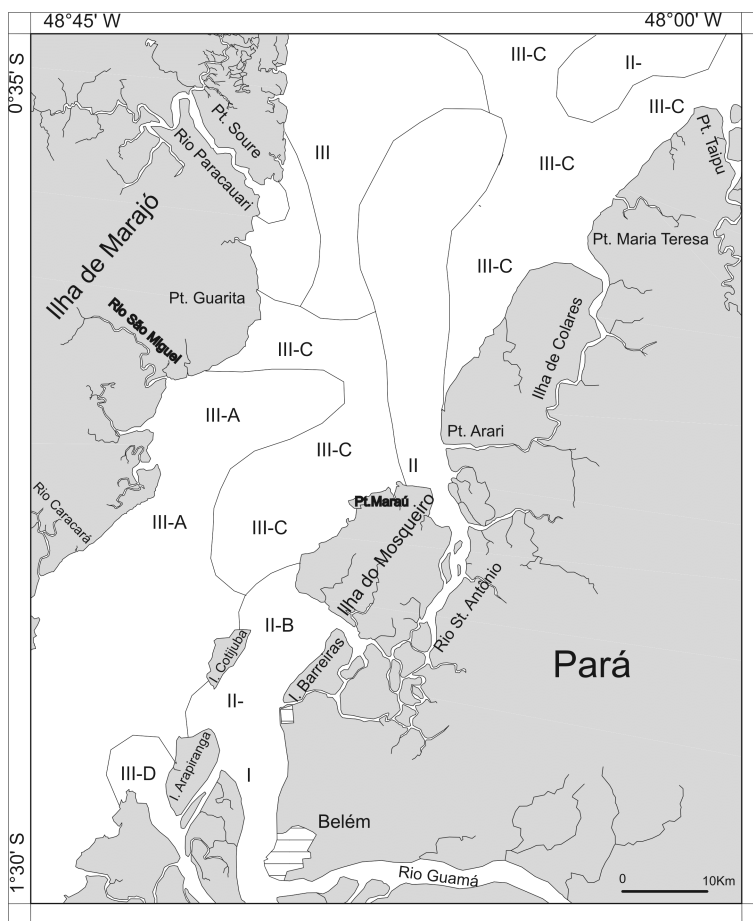 48°45' W
48°00' W
0°35' S
III-C
II-
III-C
Pt. Soure
Pt. Taipu
III
III-C
Rio Paracauari
Ilha de Marajó
Pt. Maria Teresa
III-C
Pt. Guarita
Rio São Miguel
Ilha de Colares
III-C
III-A
Pt. Arari
III-C
II
Pt.Maraú
Rio Caracará
III-A
III-C
Ilha do Mosqueiro
Rio St. Antônio
II-B
I. Cotijuba
I. Barreiras
Pará
II-
I. Arapiranga
III-D
I
Belém
1°30' S
Rio Guamá
0
10Km